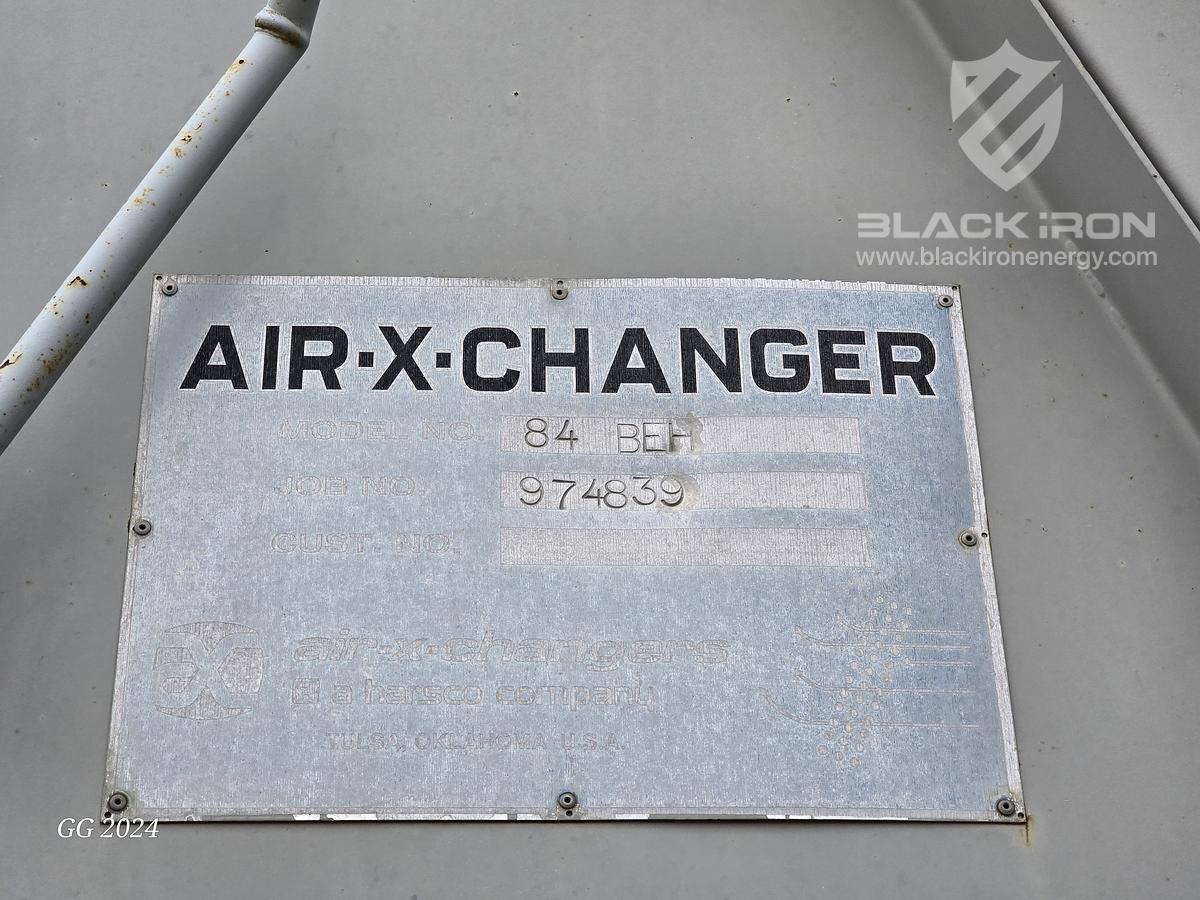 BLACK iRON
www.blackironenergy.com
AIR·X·CHANGER
MODEL NO. 84 BEH
JOB NO. 974839
CUST. NO.
air·x·changers
a harsco company
TULSA, OKLAHOMA U.S.A.
GG 2024